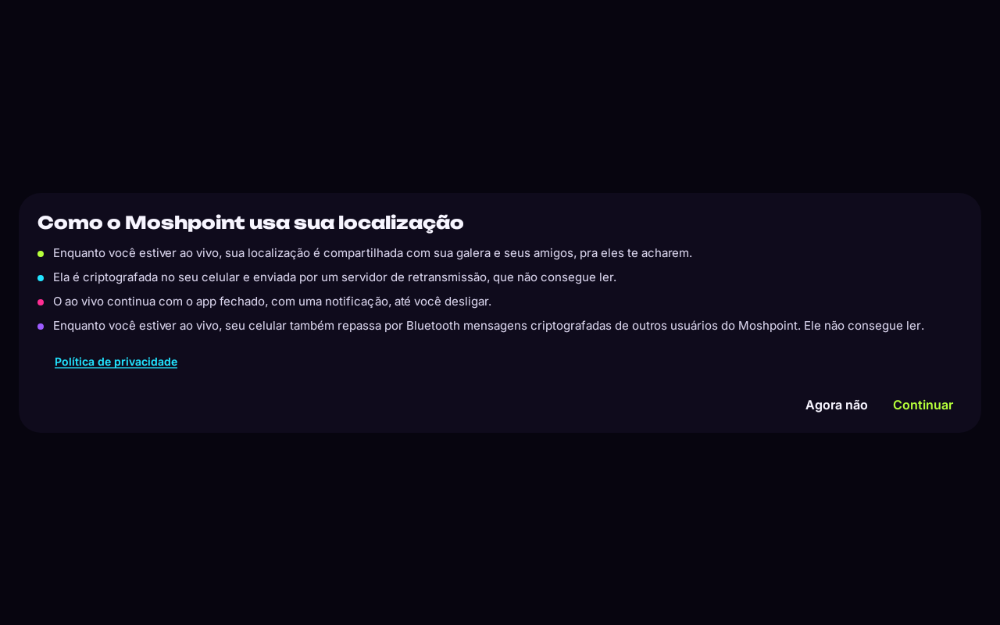 Como o Moshpoint usa sua localização
Enquanto você estiver ao vivo, sua localização é compartilhada com sua galera e seus amigos, pra eles te acharem.
Ela é criptografada no seu celular e enviada por um servidor de retransmissão, que não consegue ler.
O ao vivo continua com o app fechado, com uma notificação, até você desligar.
Enquanto você estiver ao vivo, seu celular também repassa por Bluetooth mensagens criptografadas de outros usuários do Moshpoint. Ele não consegue ler.
Política de privacidade
Agora não
Continuar